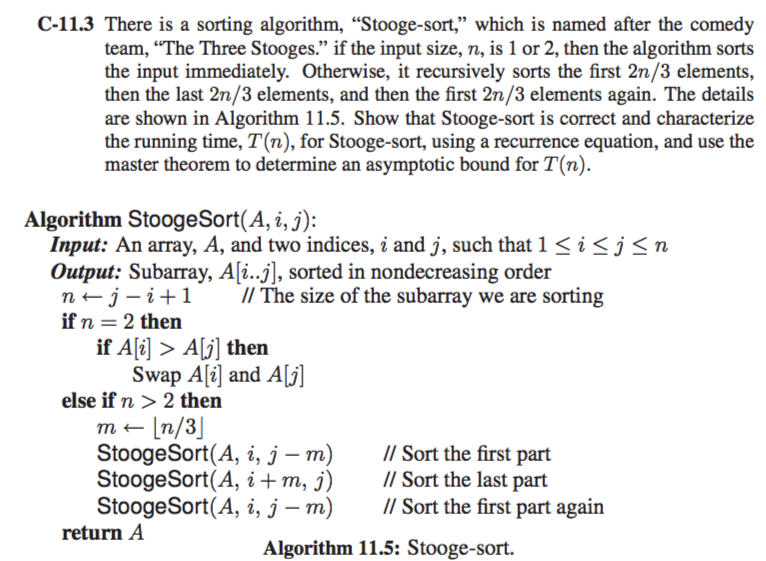 C-11.3 There is a sorting algorithm, “Stooge-sort,” which is named after the comedy
team, “The Three Stooges.” if the input size, n, is 1 or 2, then the algorithm sorts
the input immediately. Otherwise, it recursively sorts the first 2n/3 elements,
then the last 2n/3 elements, and then the first 2n/3 elements again. The details
are shown in Algorithm 11.5. Show that Stooge-sort is correct and characterize
the running time, T(n), for Stooge-sort, using a recurrence equation, and use the
master theorem to determine an asymptotic bound for T(n).
Algorithm StoogeSort(A, i, j):
Input: An array, A, and two indices, i and j, such that 1 ≤ i ≤ j ≤ n
Output: Subarray, A[i..j], sorted in nondecreasing order
n ← j − i + 1 // The size of the subarray we are sorting
if n = 2 then
if A[i] > A[j] then
Swap A[i] and A[j]
else if n > 2 then
m ← ⌊n/3⌋
StoogeSort(A, i, j − m) // Sort the first part
StoogeSort(A, i + m, j) // Sort the last part
StoogeSort(A, i, j − m) // Sort the first part again
return A
Algorithm 11.5: Stooge-sort.